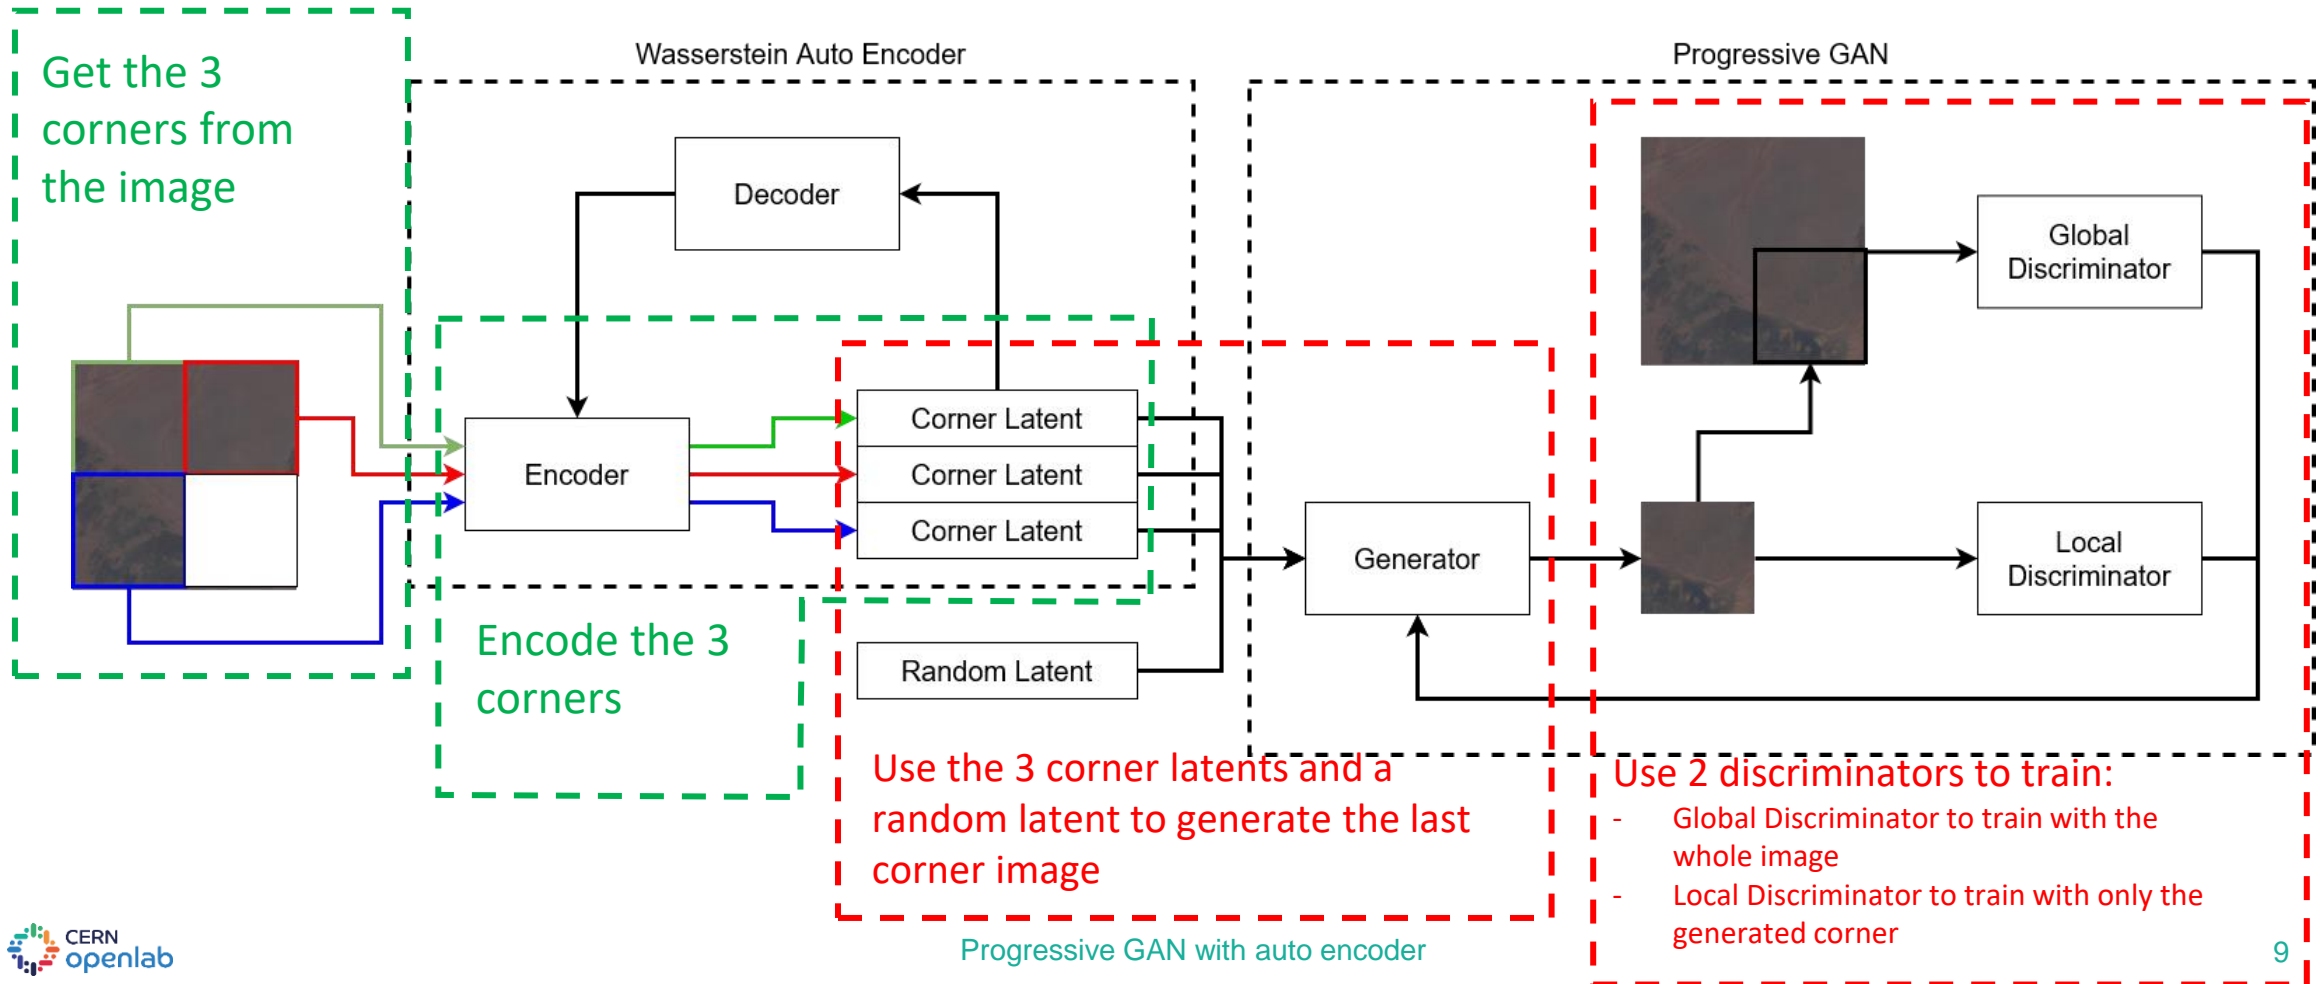 Get the 3
corners from
the image
Wasserstein Auto Encoder
Progressive GAN
Decoder
Global
Discriminator
Encoder
Corner Latent
Corner Latent
Corner Latent
Generator
Local
Discriminator
Encode the 3
corners
Random Latent
Use the 3 corner latents and a
random latent to generate the last
corner image
Use 2 discriminators to train:
- Global Discriminator to train with the
whole image
- Local Discriminator to train with only the
generated corner
CERN
openlab
Progressive GAN with auto encoder
9